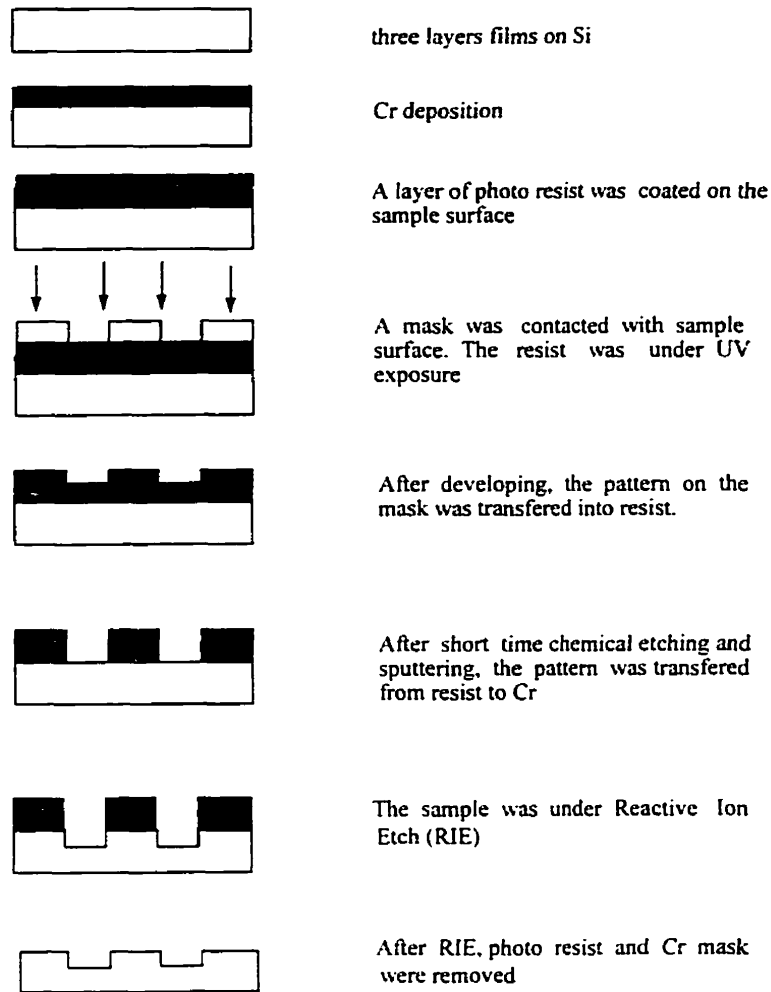 three layers films on Si
Cr deposition
A layer of photo resist was coated on the
sample surface
A mask was contacted with sample
surface. The resist was under UV
exposure
After developing, the pattern on the
mask was transfered into resist.
After short time chemical etching and
sputtering, the pattern was transfered
from resist to Cr
The sample was under Reactive Ion
Etch (RIE)
After RIE, photo resist and Cr mask
were removed